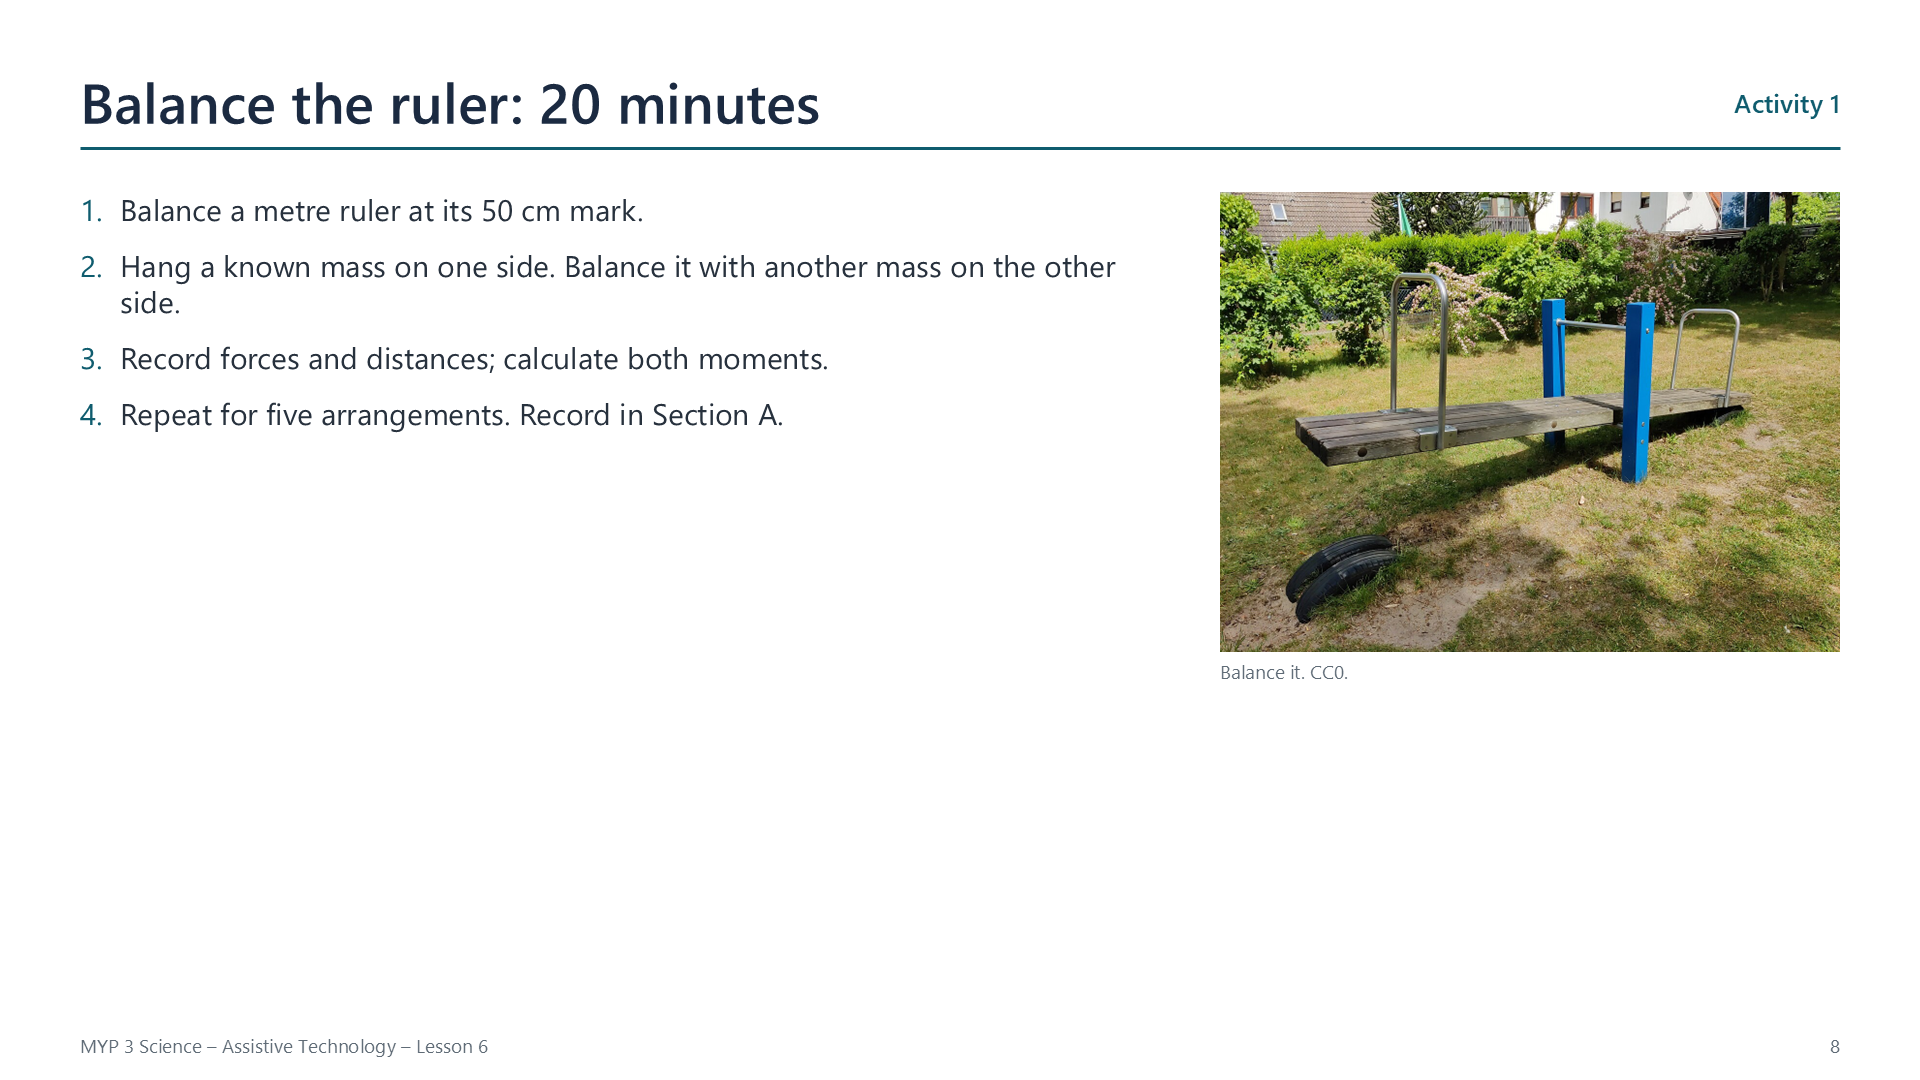 Balance the ruler: 20 minutes
Activity 1
1. Balance a metre ruler at its 50 cm mark.
2. Hang a known mass on one side. Balance it with another mass on the other
side.
3. Record forces and distances; calculate both moments.
4. Repeat for five arrangements. Record in Section A.
Balance it. CC0.
MYP 3 Science – Assistive Technology – Lesson 6
8